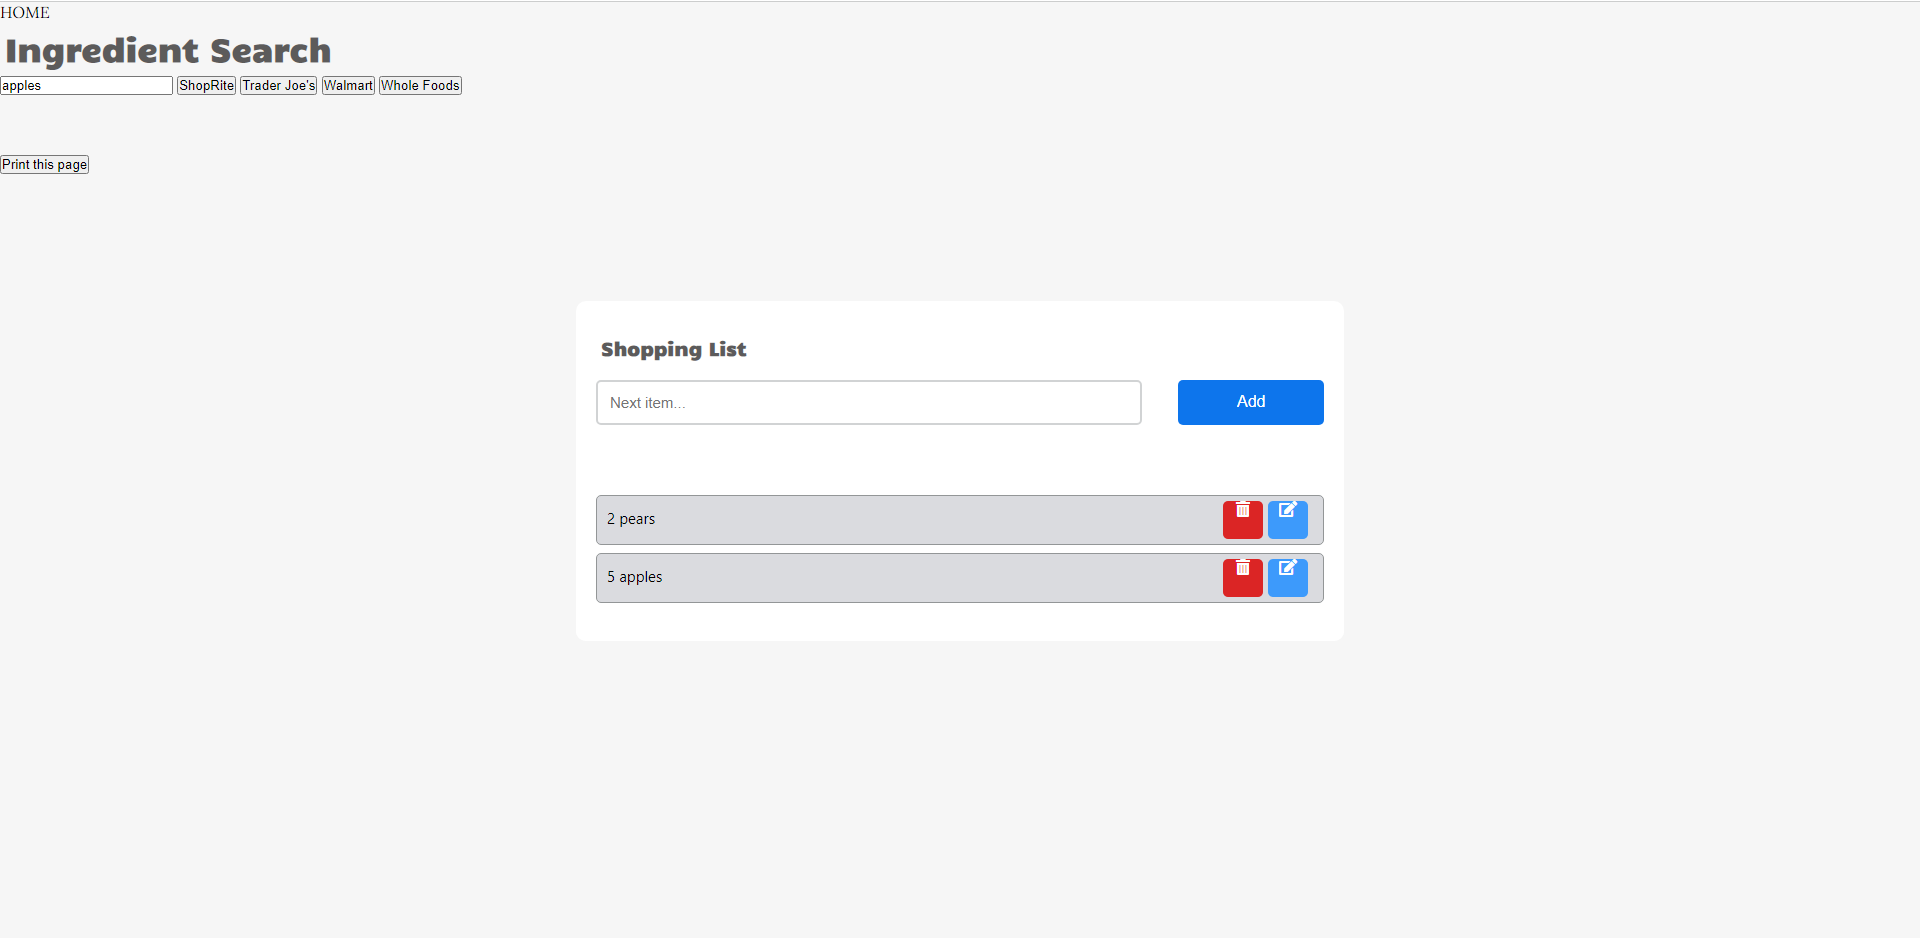 HOME
Ingredient Search
apples ShopRite Trader Joe's Walmart Whole Foods
Print this page
Shopping List
Next item... Add
2 pears
5 apples